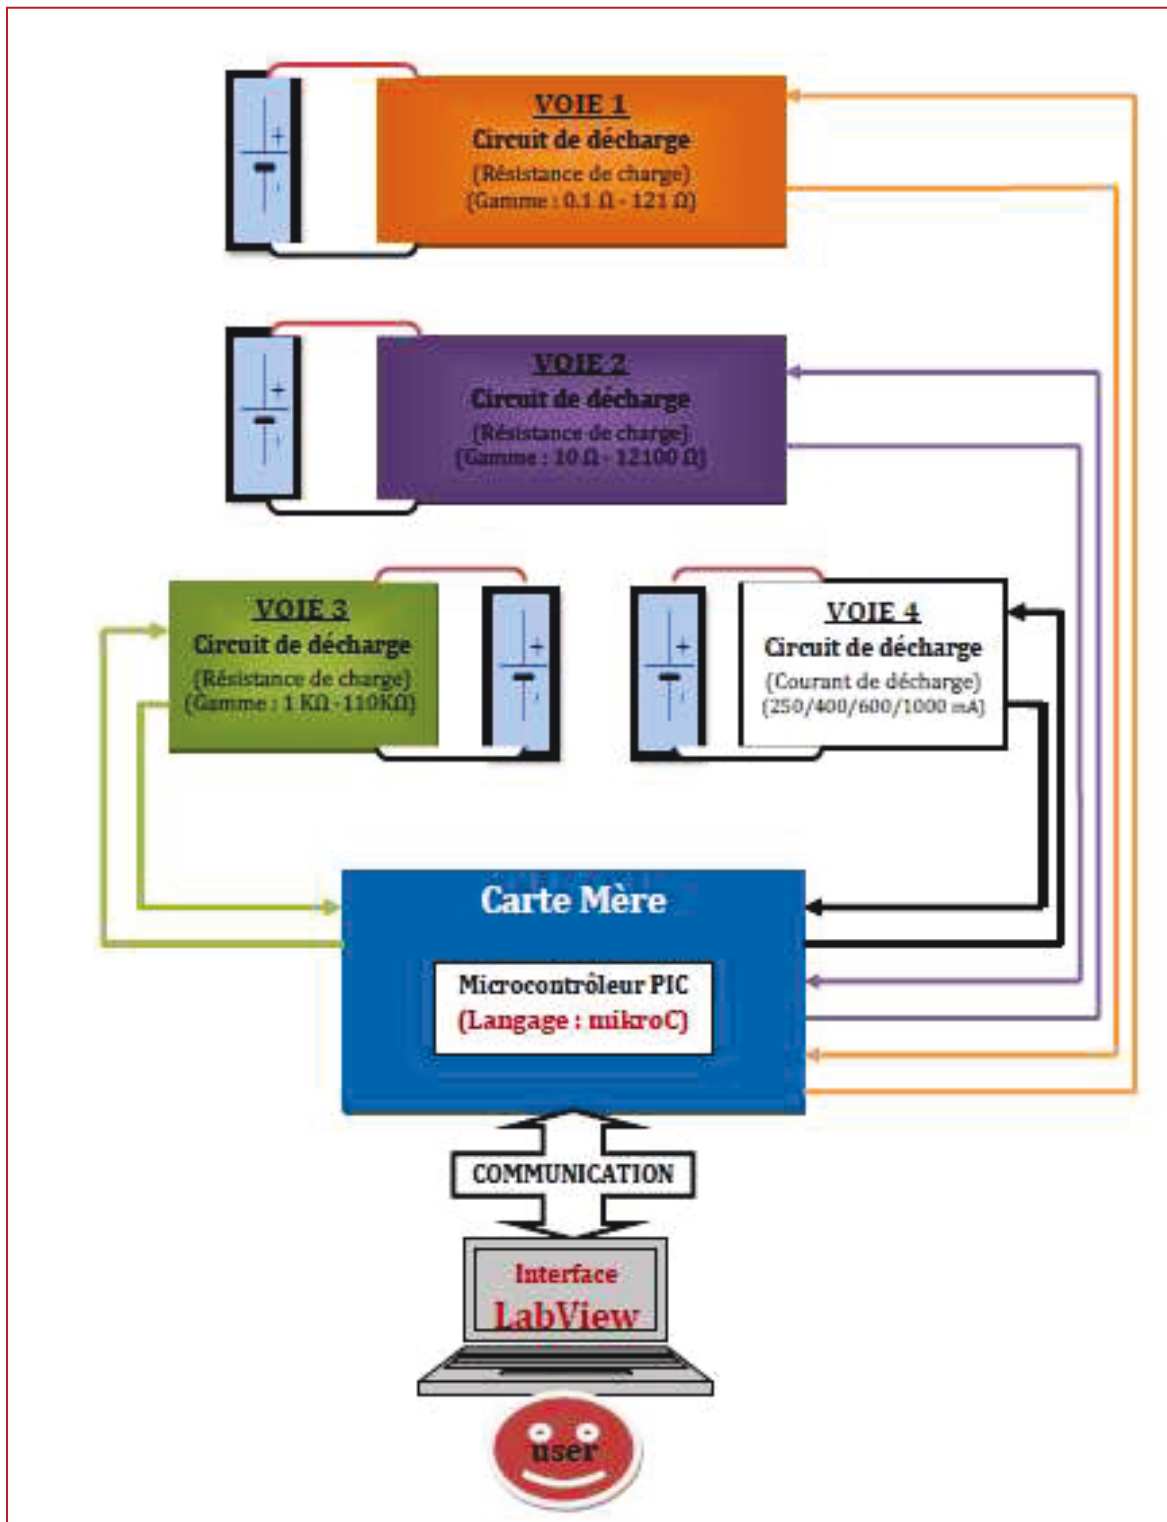 VOIE 1
Circuit de décharge
(Résistance de charge)
(Gamme : 0.1 Ω - 121 Ω)
VOIE 2
Circuit de décharge
(Résistance de charge)
(Gamme : 10 Ω - 12100 Ω)
VOIE 3
Circuit de décharge
(Résistance de charge)
(Gamme : 1 KΩ - 110KΩ)
VOIE 4
Circuit de décharge
(Courant de décharge)
(250/400/600/1000 mA)
Carte Mère
Microcontrôleur PIC
(Langage : mikroC)
COMMUNICATION
Interface
LabView
user